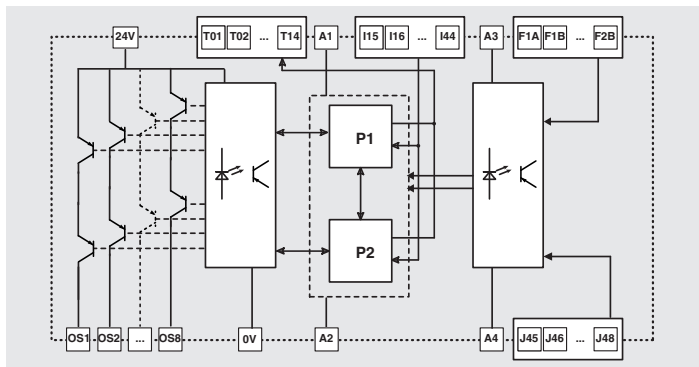 24V T01 T02 ... T14 A1 I15 I16 ... I44 A3 F1A F1B ... F2B
P1
P2
OS1 OS2 ... OS8 0V A2 A4 J45 J46 ... J48